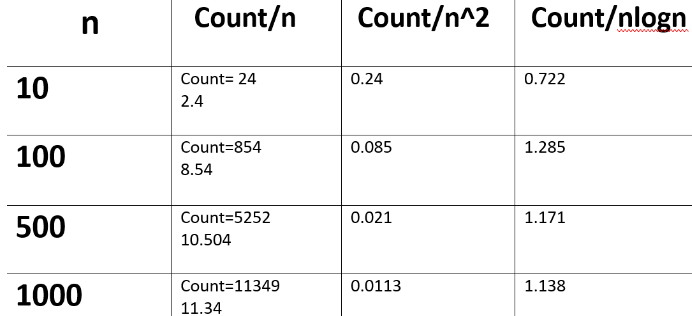 n Count/n Count/n^2 Count/nlogn
10 Count= 24 0.24 0.722
2.4
100 Count=854 0.085 1.285
8.54
500 Count=5252 0.021 1.171
10.504
1000 Count=11349 0.0113 1.138
11.34